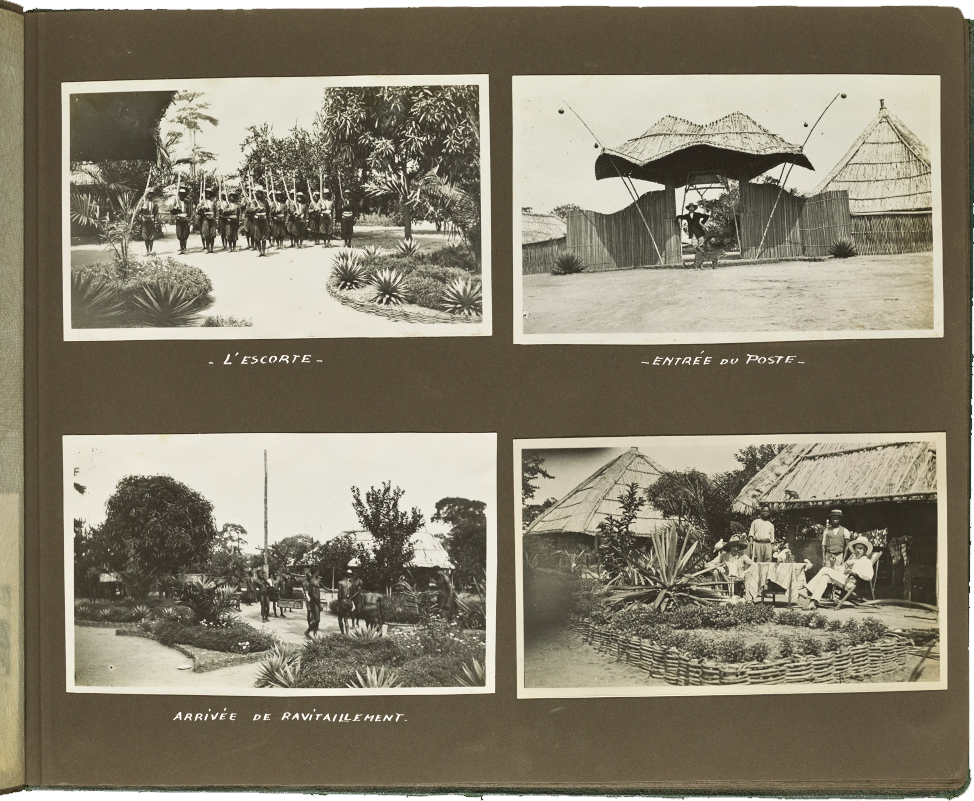 - L'ESCORTE -
- ENTRÉE DU POSTE -
ARRIVÉE DE RAVITAILLEMENT.